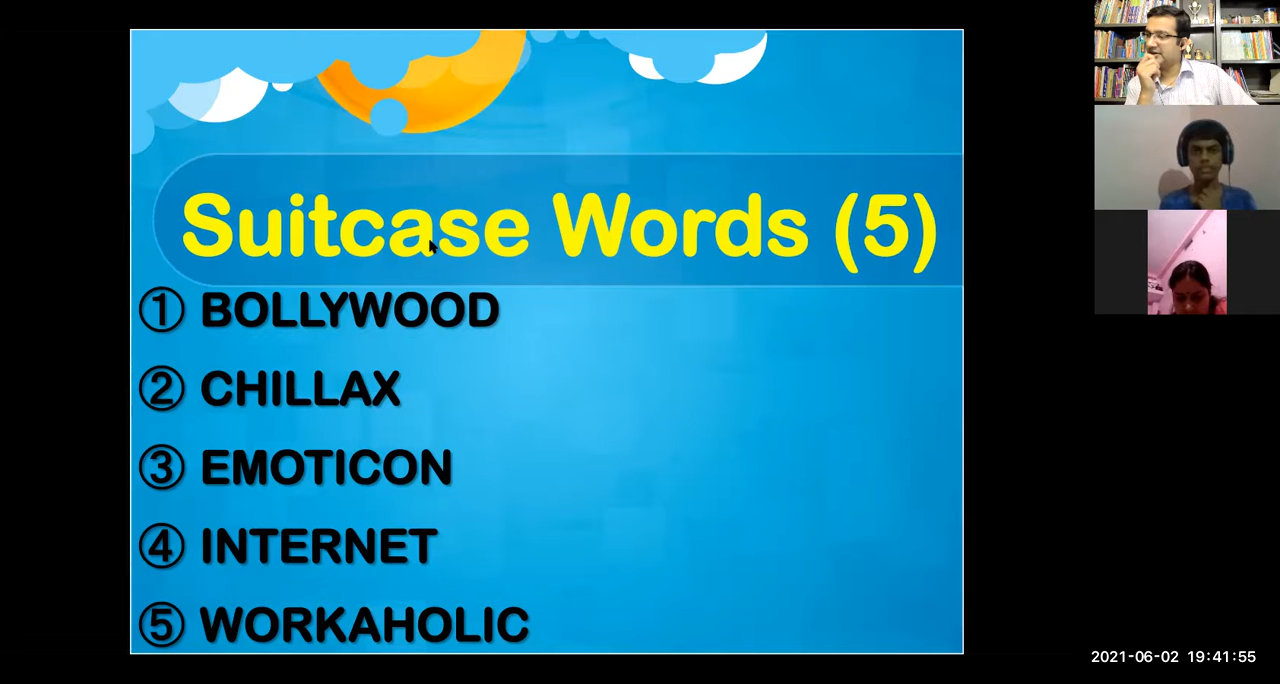 Suitcase Words (5)
① BOLLYWOOD
② CHILLAX
③ EMOTICON
④ INTERNET
⑤ WORKAHOLIC
2021-06-02 19:41:55